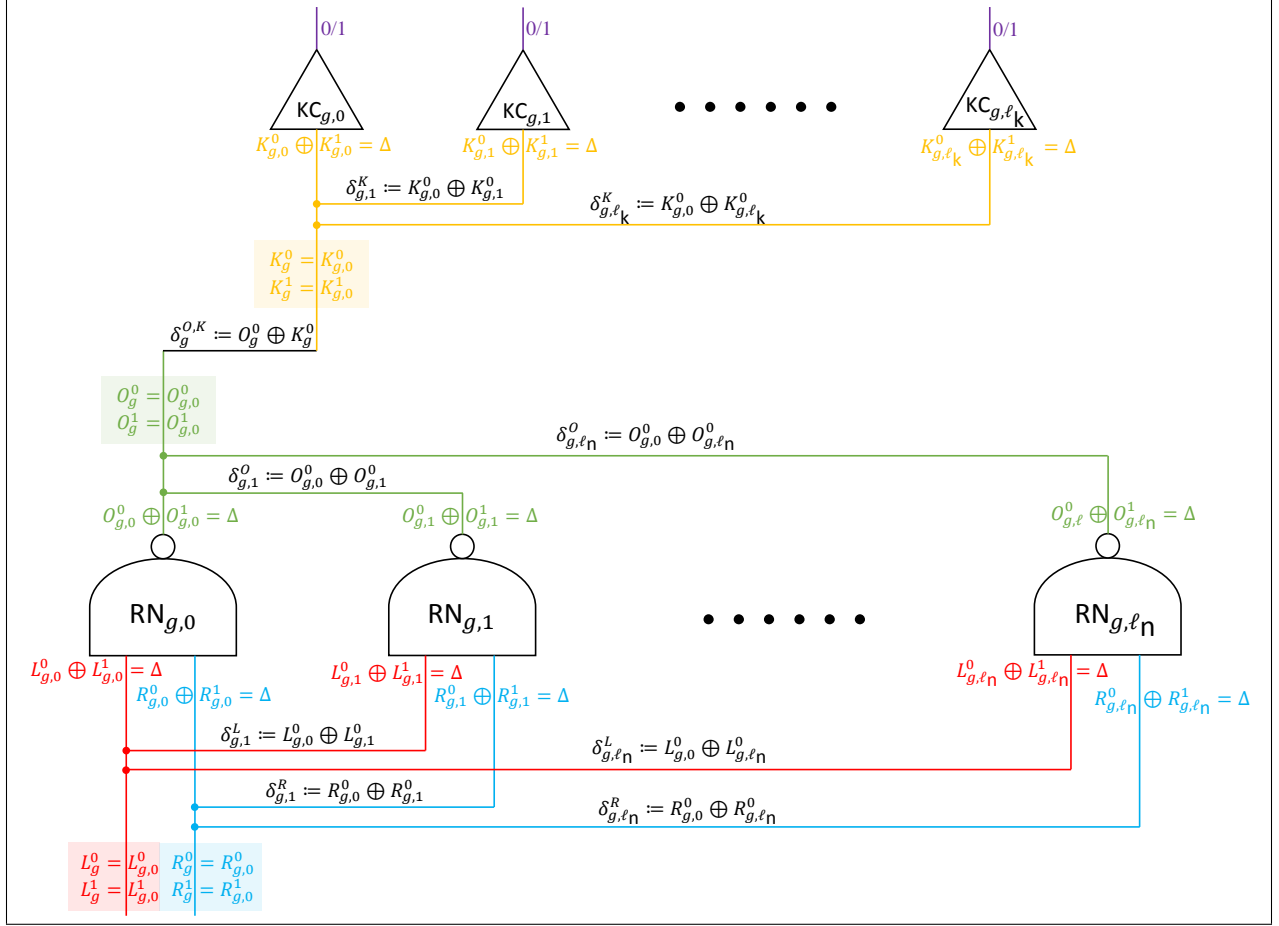 0/1 0/1 0/1
KC_{g,0} KC_{g,1} KC_{g,ℓ_k}
K^0_{g,0} ⊕ K^1_{g,0} = Δ K^0_{g,1} ⊕ K^1_{g,1} = Δ K^0_{g,ℓ_k} ⊕ K^1_{g,ℓ_k} = Δ
δ^K_{g,1} ≔ K^0_{g,0} ⊕ K^0_{g,1} δ^K_{g,ℓ_k} ≔ K^0_{g,0} ⊕ K^0_{g,ℓ_k}
K^0_g = K^0_{g,0}
K^1_g = K^1_{g,0}
δ^{O,K}_g ≔ O^0_g ⊕ K^0_g
O^0_g = O^0_{g,0}
O^1_g = O^1_{g,0}
δ^O_{g,ℓ_n} ≔ O^0_{g,0} ⊕ O^0_{g,ℓ_n}
δ^O_{g,1} ≔ O^0_{g,0} ⊕ O^0_{g,1}
O^0_{g,0} ⊕ O^1_{g,0} = Δ O^0_{g,1} ⊕ O^1_{g,1} = Δ O^0_{g,ℓ} ⊕ O^1_{g,ℓ_n} = Δ
RN_{g,0} RN_{g,1} RN_{g,ℓ_n}
L^0_{g,0} ⊕ L^1_{g,0} = Δ L^0_{g,1} ⊕ L^1_{g,1} = Δ L^0_{g,ℓ_n} ⊕ L^1_{g,ℓ_n} = Δ
R^0_{g,0} ⊕ R^1_{g,0} = Δ R^0_{g,1} ⊕ R^1_{g,1} = Δ R^0_{g,ℓ_n} ⊕ R^1_{g,ℓ_n} = Δ
δ^L_{g,1} ≔ L^0_{g,0} ⊕ L^0_{g,1} δ^L_{g,ℓ_n} ≔ L^0_{g,0} ⊕ L^0_{g,ℓ_n}
δ^R_{g,1} ≔ R^0_{g,0} ⊕ R^0_{g,1} δ^R_{g,ℓ_n} ≔ R^0_{g,0} ⊕ R^0_{g,ℓ_n}
L^0_g = L^0_{g,0} R^0_g = R^0_{g,0}
L^1_g = L^1_{g,0} R^1_g = R^1_{g,0}